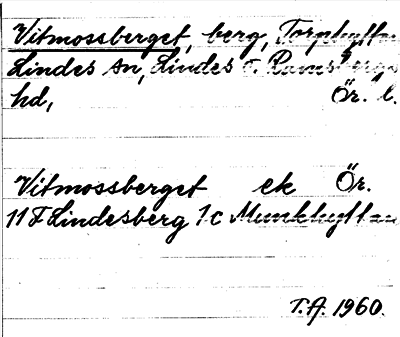 Vitmossberget, berg, Torphyttan
Lindes sn, Lindes o. Ramsbergs
hd, Ör. l.
Vitmossberget ek Ör.
11 F Lindesberg 1 c Munkhyttan
T.A. 1960.